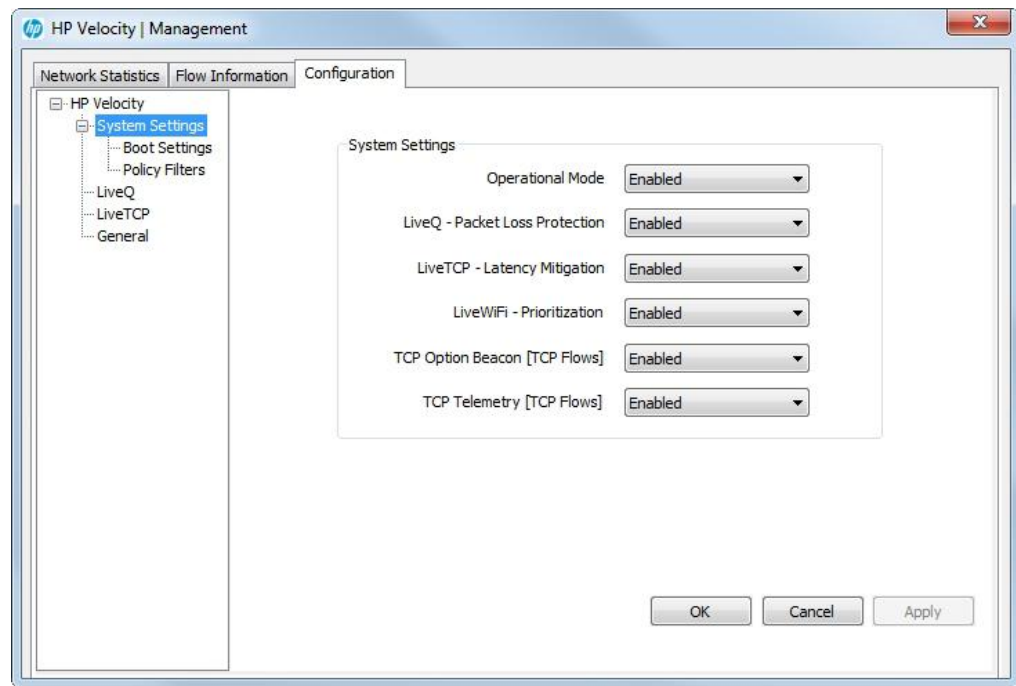 hp HP Velocity | Management
X
Network Statistics Flow Information Configuration
HP Velocity
System Settings
Boot Settings
Policy Filters
LiveQ
LiveTCP
General
System Settings
Operational Mode Enabled
LiveQ - Packet Loss Protection Enabled
LiveTCP - Latency Mitigation Enabled
LiveWiFi - Prioritization Enabled
TCP Option Beacon [TCP Flows] Enabled
TCP Telemetry [TCP Flows] Enabled
OK Cancel Apply